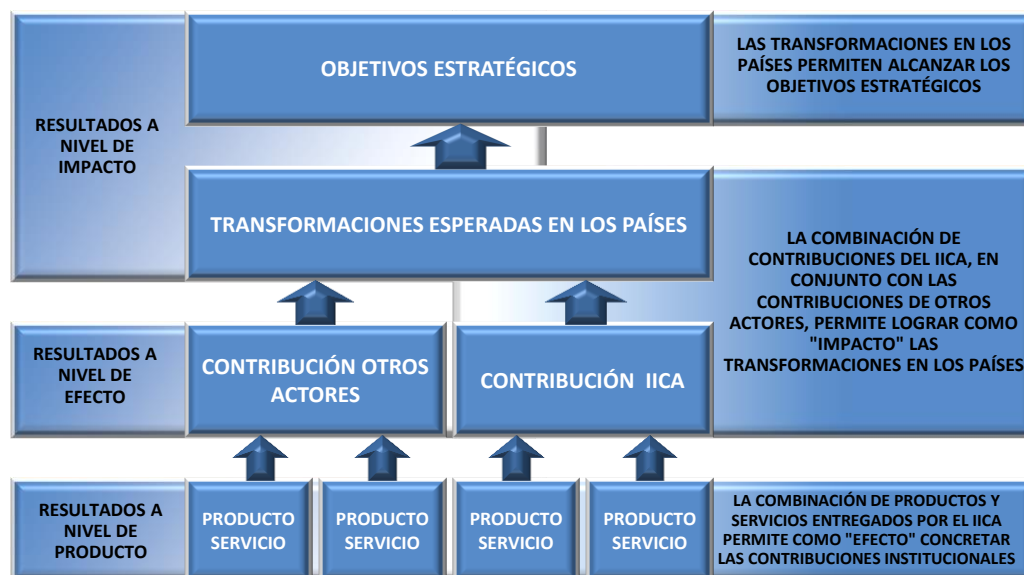 OBJETIVOS ESTRATÉGICOS
LAS TRANSFORMACIONES EN LOS
PAÍSES PERMITEN ALCANZAR LOS
OBJETIVOS ESTRATÉGICOS
RESULTADOS A
NIVEL DE
IMPACTO
TRANSFORMACIONES ESPERADAS EN LOS PAÍSES
LA COMBINACIÓN DE
CONTRIBUCIONES DEL IICA, EN
CONJUNTO CON LAS
CONTRIBUCIONES DE OTROS
ACTORES, PERMITE LOGRAR COMO
"IMPACTO" LAS
TRANSFORMACIONES EN LOS PAÍSES
RESULTADOS A
NIVEL DE
EFECTO
CONTRIBUCIÓN OTROS
ACTORES
CONTRIBUCIÓN IICA
RESULTADOS A
NIVEL DE
PRODUCTO
PRODUCTO
SERVICIO
PRODUCTO
SERVICIO
PRODUCTO
SERVICIO
PRODUCTO
SERVICIO
LA COMBINACIÓN DE PRODUCTOS Y
SERVICIOS ENTREGADOS POR EL IICA
PERMITE COMO "EFECTO" CONCRETAR
LAS CONTRIBUCIONES INSTITUCIONALES